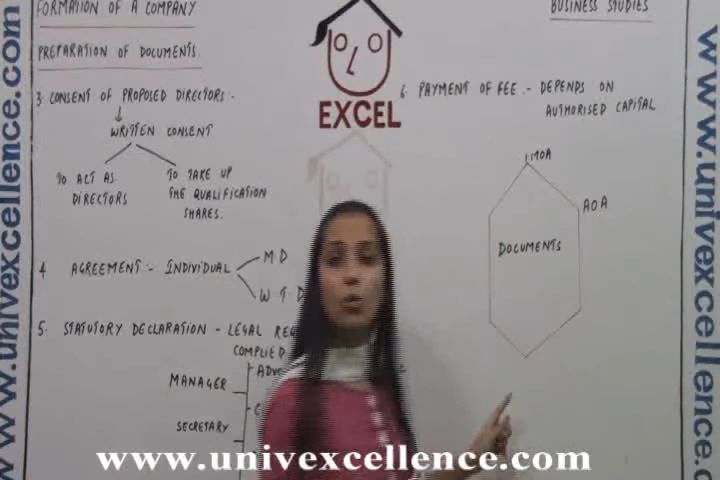 FORMATION OF A COMPANY
BUSINESS STUDIES
PREPARATION OF DOCUMENTS.
EXCEL
3. CONSENT OF PROPOSED DIRECTORS.
WRITTEN CONSENT
TO ACT AS
DIRECTORS
TO TAKE UP
THE QUALIFICATION
SHARES.
4 AGREEMENT - INDIVIDUAL
M D
W T D
5. STATUTORY DECLARATION - LEGAL
COMPLIED
MANAGER
SECRETARY
6 PAYMENT OF FEE - DEPENDS ON
AUTHORISED CAPITAL
MOA
AOA
DOCUMENTS
www.univexcellence.com
www.univexcellence.com
www.univexcellence.com